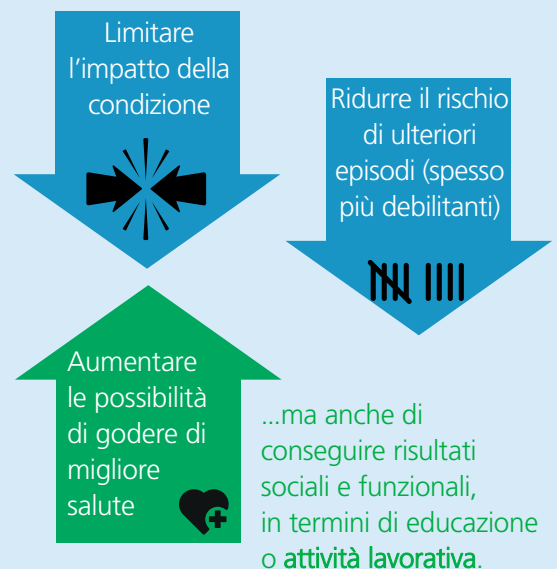 Limitare
l'impatto della
condizione
Ridurre il rischio
di ulteriori
episodi (spesso
più debilitanti)
Aumentare
le possibilità
di godere di
migliore
salute
...ma anche di
conseguire risultati
sociali e funzionali,
in termini di educazione
o attività lavorativa.